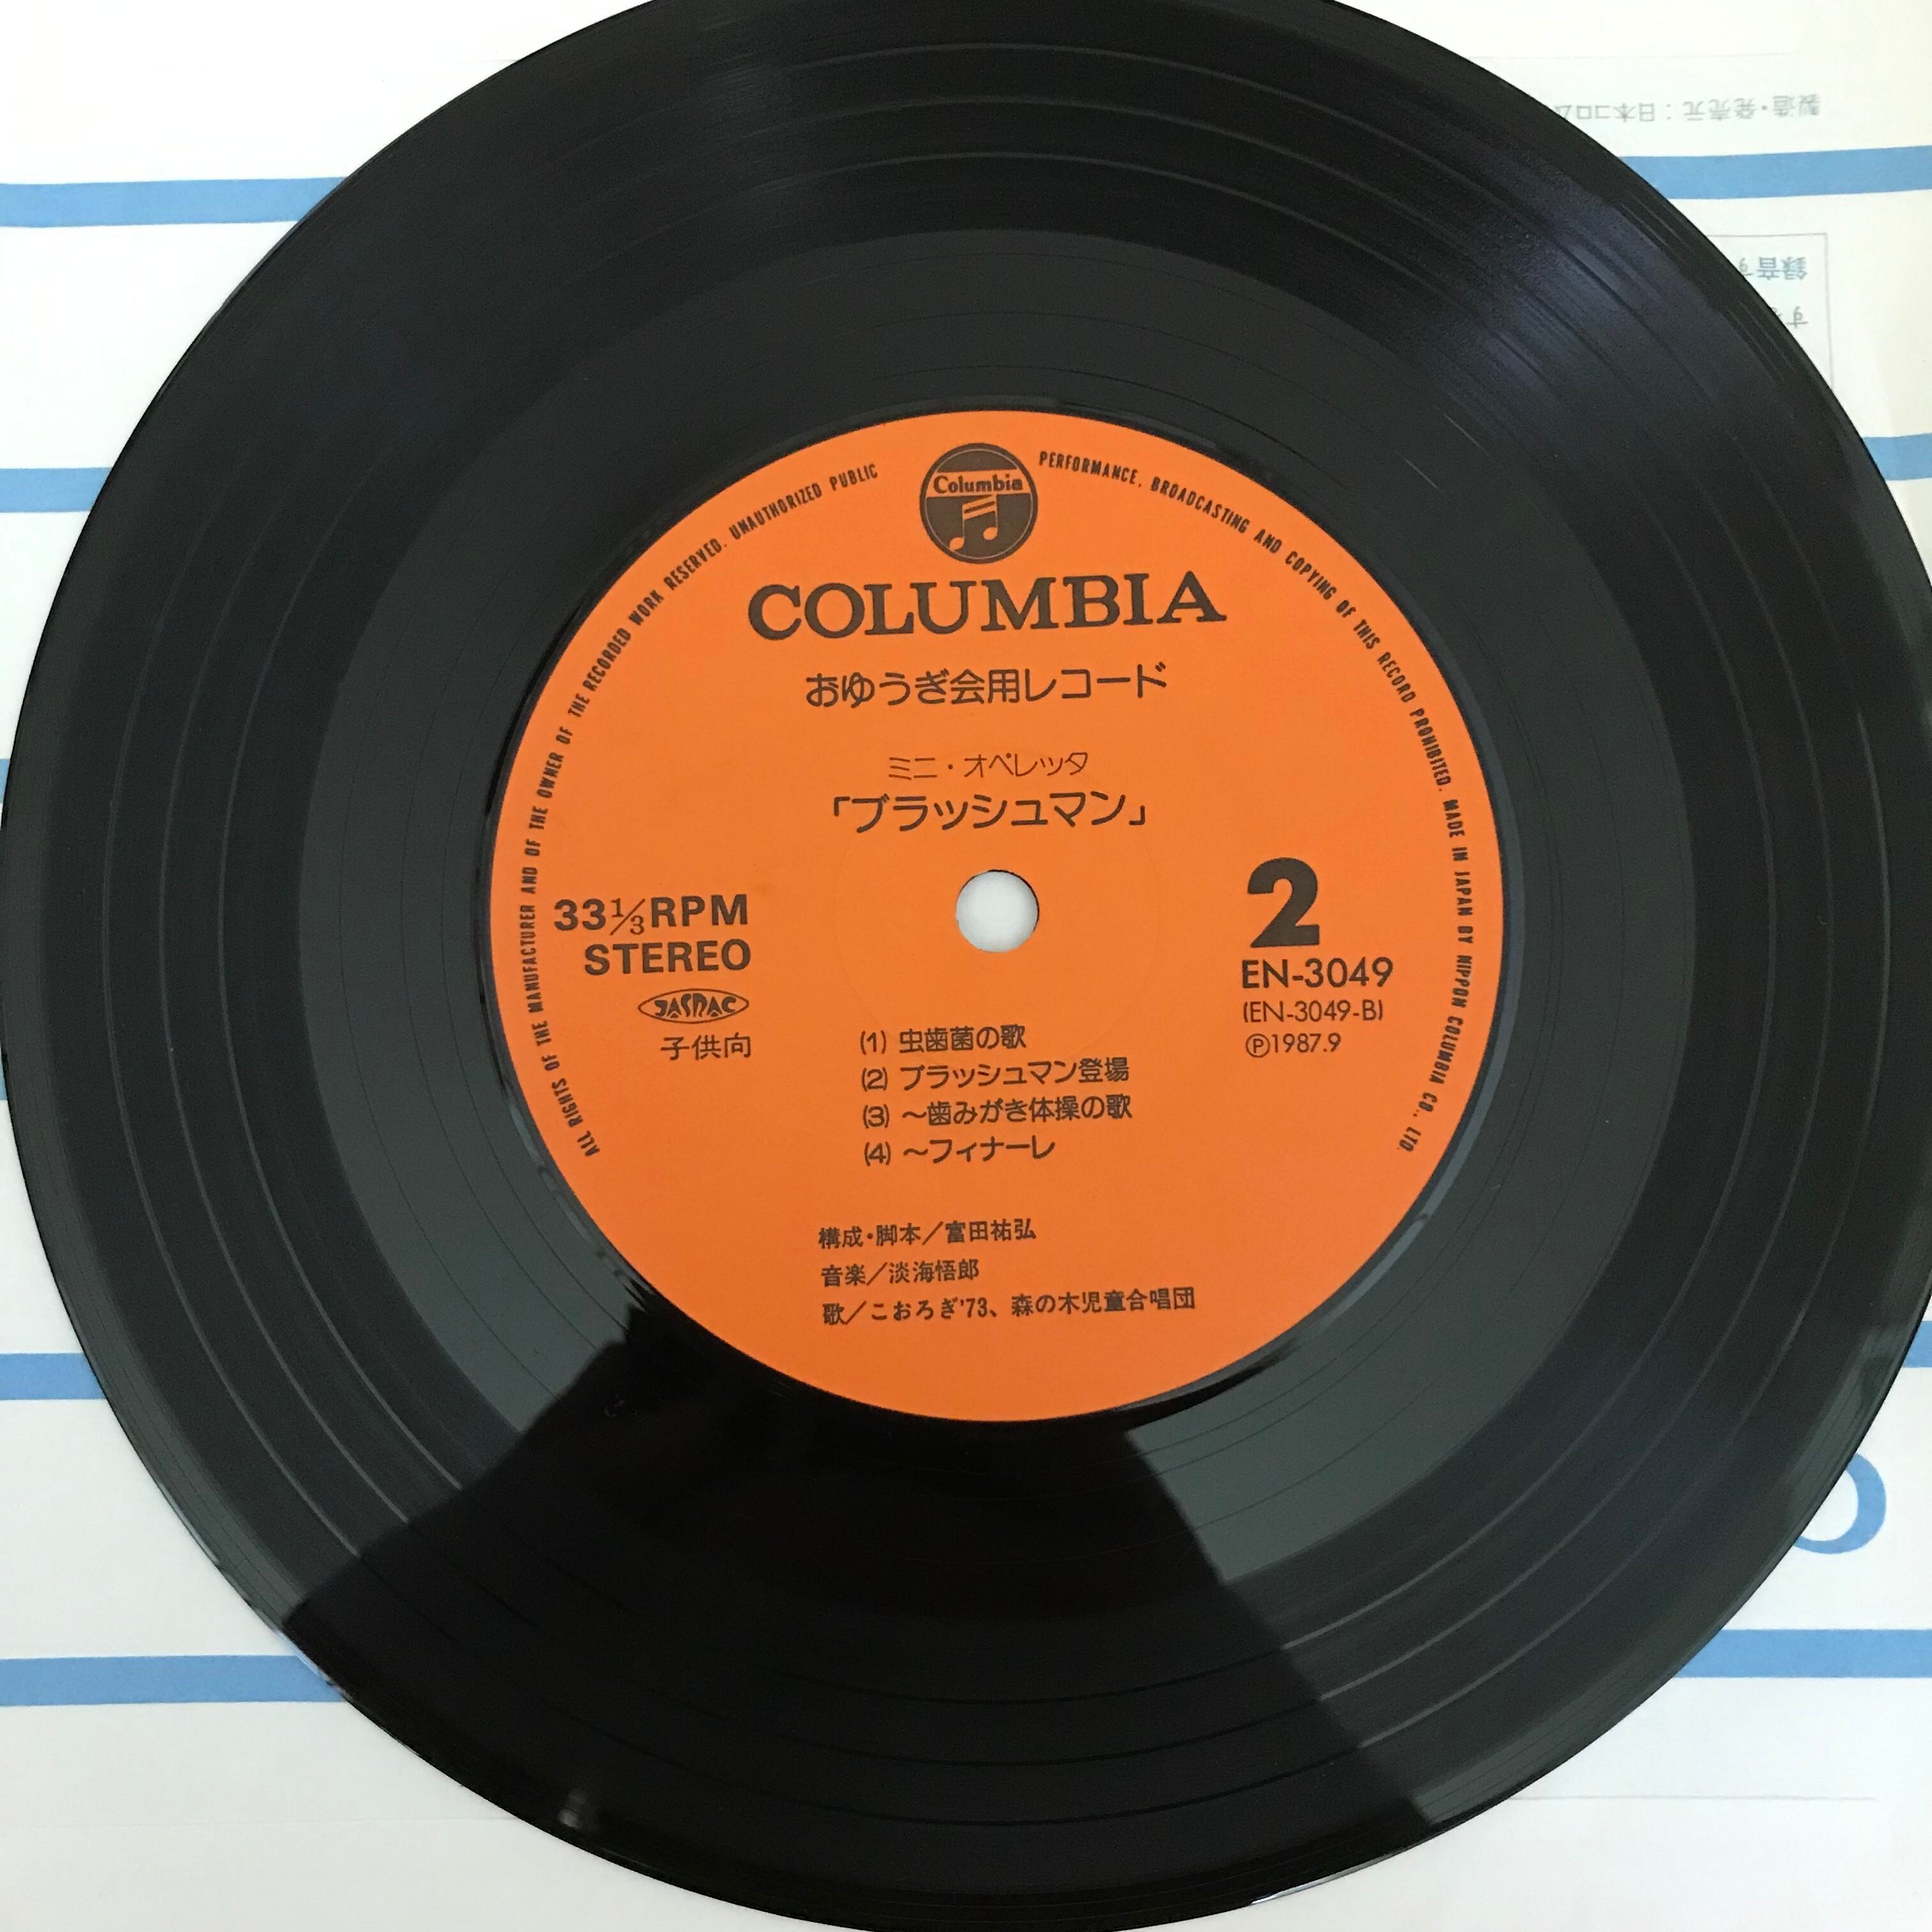 Columbia
COLUMBIA
おゆうぎ会用レコード
ミニ・オペレッタ
「ブラッシュマン」
33⅓RPM
STEREO
JASRAC
子供向
2
EN-3049
(EN-3049-B)
Ⓟ1987.9
(1) 虫歯菌の歌
(2) ブラッシュマン登場
(3) ～歯みがき体操の歌
(4) ～フィナーレ
構成・脚本／富田祐弘
音楽／淡海悟郎
歌／こおろぎ'73、森の木児童合唱団
ALL RIGHTS OF THE MANUFACTURER AND OF THE OWNER OF THE RECORDED WORK RESERVED. UNAUTHORIZED PUBLIC PERFORMANCE, BROADCASTING AND COPYING OF THIS RECORD PROHIBITED. MADE IN JAPAN BY NIPPON COLUMBIA CO., LTD.
製造・発売元：日本コロ
録音
す